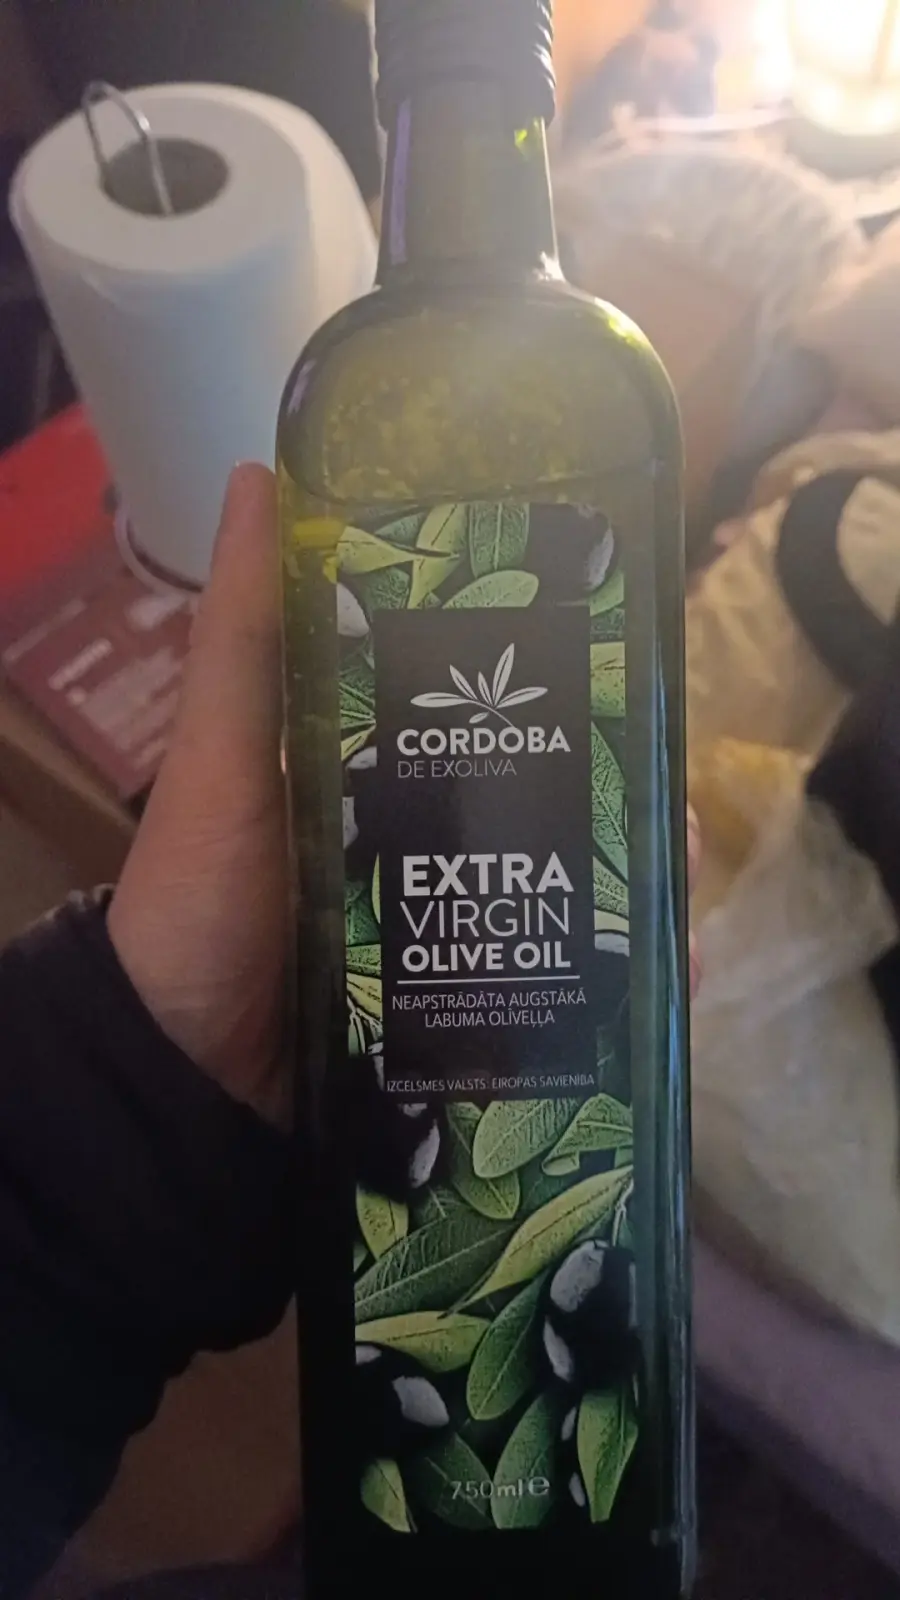 CORDOBA
DE EXOLIVA
EXTRA
VIRGIN
OLIVE OIL
NEAPSTRĀDĀTA AUGSTĀKĀ
LABUMA OLĪVEĻĻA
IZCELSMES VALSTS: EIROPAS SAVIENĪBA
750ml e